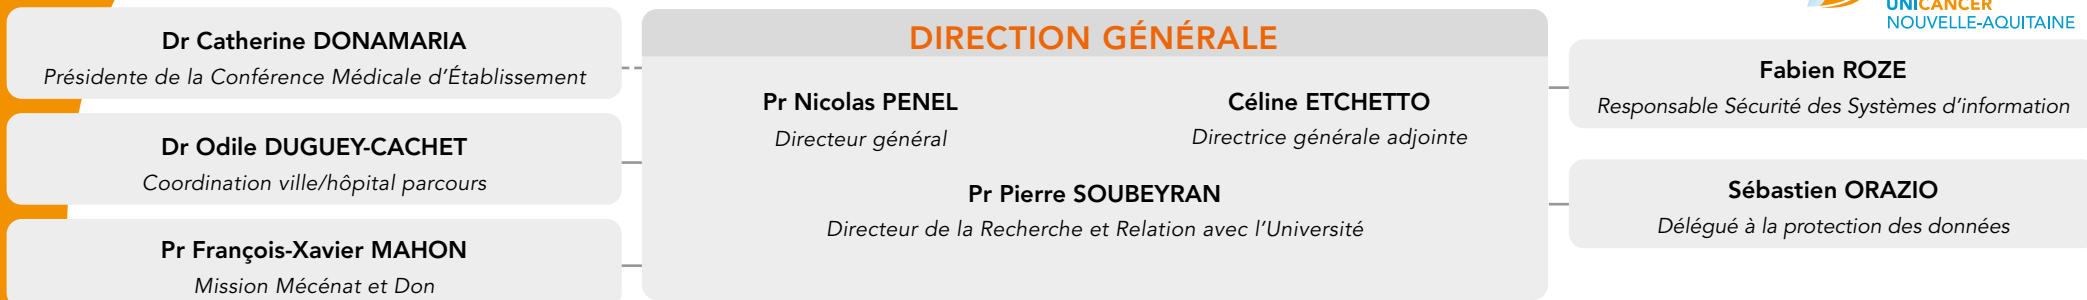 Dr Catherine DONAMARIA
Présidente de la Conférence Médicale d'Établissement
Dr Odile DUGUEY-CACHET
Coordination ville/hôpital parcours
Pr François-Xavier MAHON
Mission Mécénat et Don
DIRECTION GÉNÉRALE
Pr Nicolas PENEL
Directeur général
Céline ETCHETTO
Directrice générale adjointe
Pr Pierre SOUBEYRAN
Directeur de la Recherche et Relation avec l'Université
UNICANCER
NOUVELLE-AQUITAINE
Fabien ROZE
Responsable Sécurité des Systèmes d'information
Sébastien ORAZIO
Délégué à la protection des données